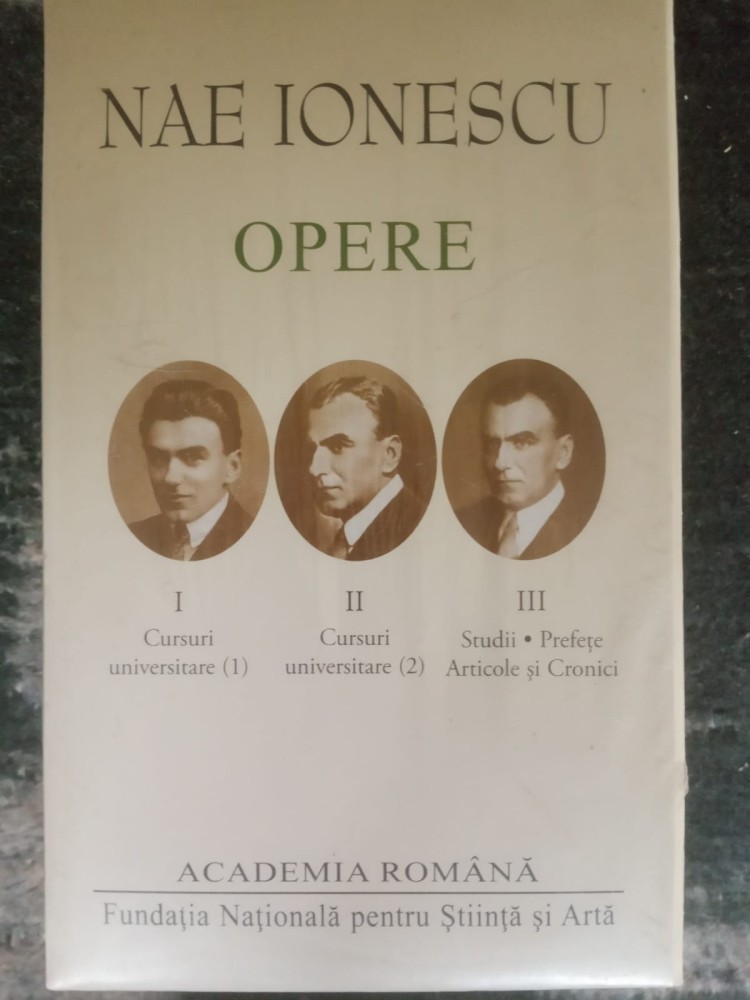 NAE IONESCU
OPERE
I
Cursuri
universitare (1)
II
Cursuri
universitare (2)
III
Studii • Prefețe
Articole și Cronici
ACADEMIA ROMÂNĂ
Fundația Națională pentru Știință și Artă